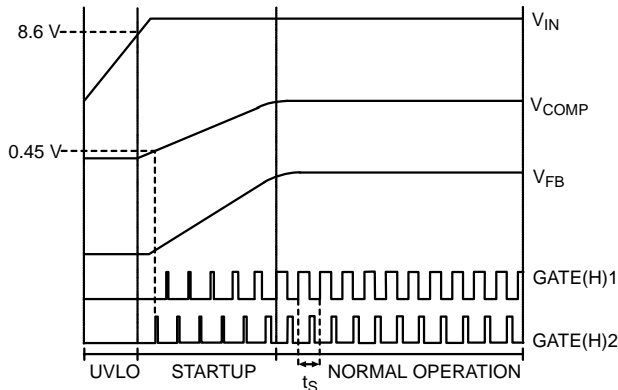 8.6 V
V_IN
V_COMP
0.45 V
V_FB
GATE(H)1
GATE(H)2
UVLO STARTUP NORMAL OPERATION
t_S